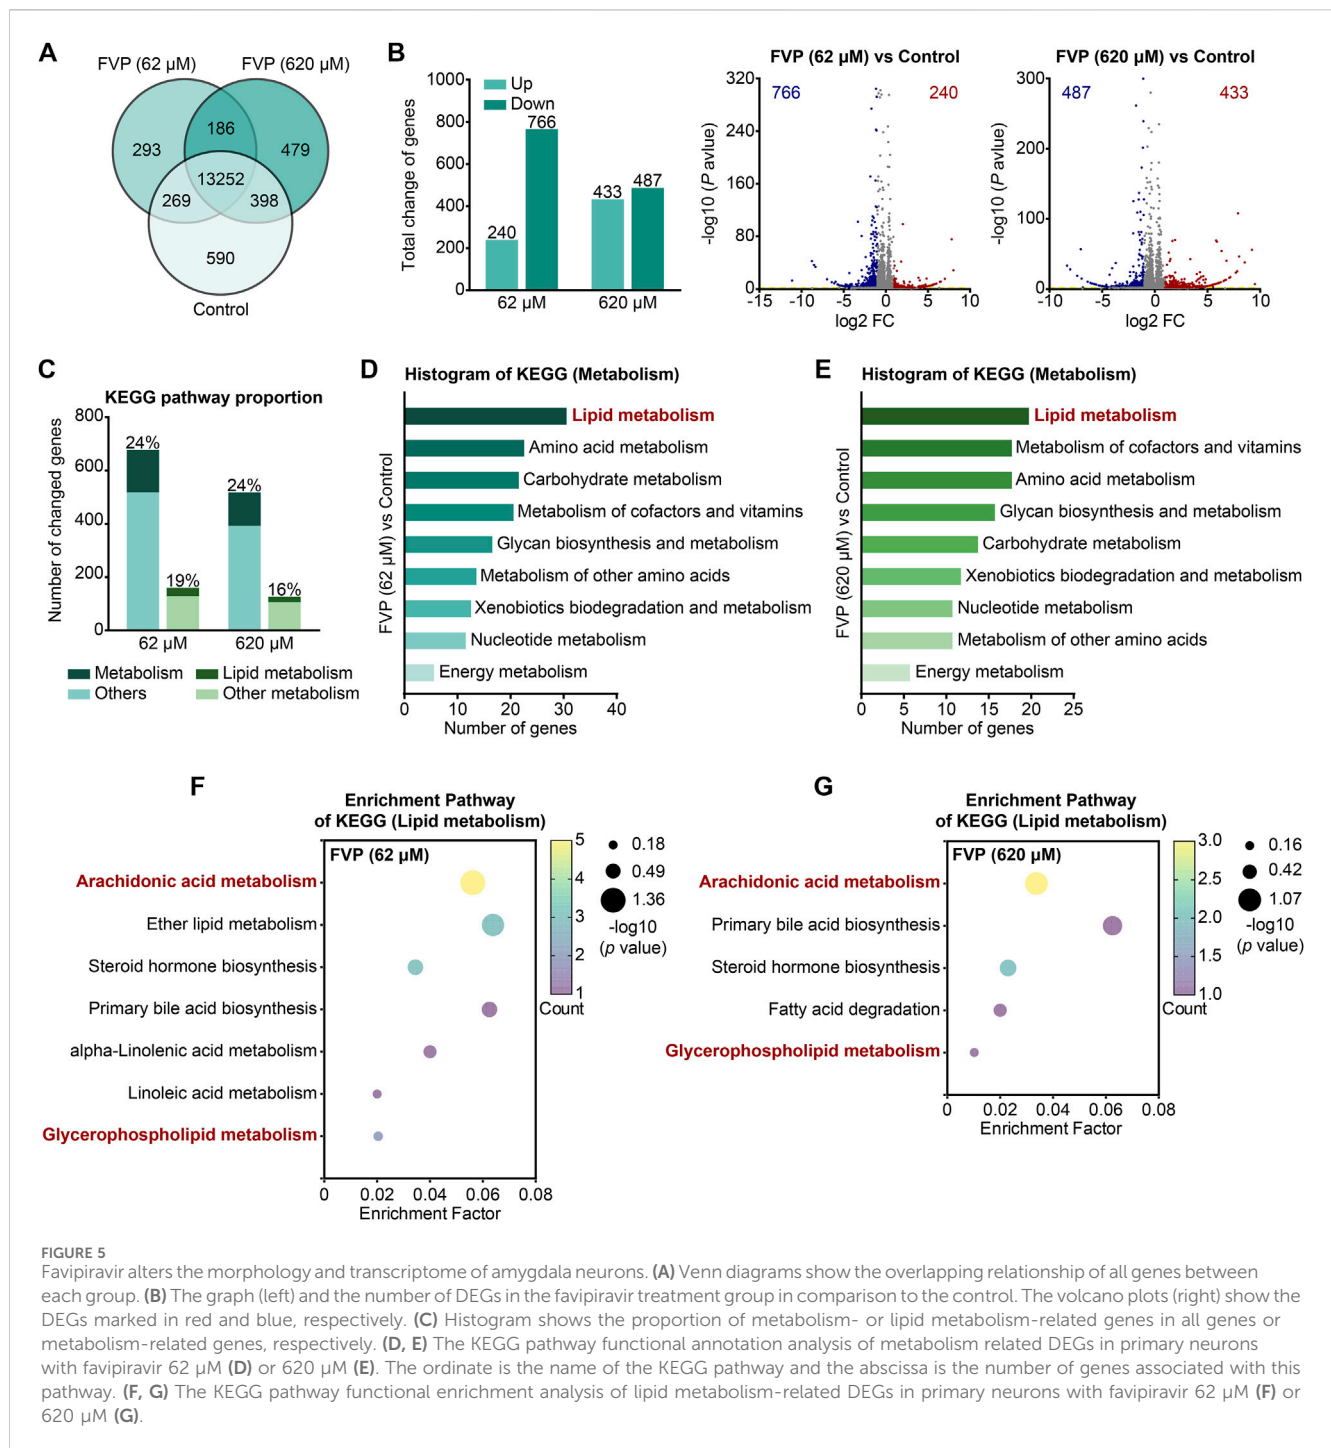 A
FVP (62 µM)
FVP (620 µM)
186
293
479
13252
269
398
590
Control
B
Total change of genes
1000
800
600
400
200
0
Up
Down
240
766
433
487
62 µM
620 µM
FVP (62 µM) vs Control
766
240
-log10 (P avlue)
320
240
160
80
0
-15
-10
-5
0
5
10
log2 FC
FVP (620 µM) vs Control
487
433
-log10 (P avlue)
300
200
100
0
-10
-5
0
5
10
log2 FC
C
KEGG pathway proportion
Number of changed genes
800
600
400
200
0
24%
19%
24%
16%
62 µM
620 µM
Metabolism
Lipid metabolism
Others
Other metabolism
D
Histogram of KEGG (Metabolism)
FVP (62 µM) vs Control
Lipid metabolism
Amino acid metabolism
Carbohydrate metabolism
Metabolism of cofactors and vitamins
Glycan biosynthesis and metabolism
Metabolism of other amino acids
Xenobiotics biodegradation and metabolism
Nucleotide metabolism
Energy metabolism
0
10
20
30
40
Number of genes
E
Histogram of KEGG (Metabolism)
FVP (620 µM) vs Control
Lipid metabolism
Metabolism of cofactors and vitamins
Amino acid metabolism
Glycan biosynthesis and metabolism
Carbohydrate metabolism
Xenobiotics biodegradation and metabolism
Nucleotide metabolism
Metabolism of other amino acids
Energy metabolism
0
5
10
15
20
25
Number of genes
F
Enrichment Pathway
of KEGG (Lipid metabolism)
FVP (62 µM)
Arachidonic acid metabolism
Ether lipid metabolism
Steroid hormone biosynthesis
Primary bile acid biosynthesis
alpha-Linolenic acid metabolism
Linoleic acid metabolism
Glycerophospholipid metabolism
0
0.02
0.04
0.06
0.08
Enrichment Factor
5
4
3
2
1
Count
0.18
0.49
1.36
-log10
(p value)
G
Enrichment Pathway
of KEGG (Lipid metabolism)
FVP (620 µM)
Arachidonic acid metabolism
Primary bile acid biosynthesis
Steroid hormone biosynthesis
Fatty acid degradation
Glycerophospholipid metabolism
0
0.02
0.04
0.06
0.08
Enrichment Factor
3.0
2.5
2.0
1.5
1.0
Count
0.16
0.42
1.07
-log10
(p value)
FIGURE 5
Favipiravir alters the morphology and transcriptome of amygdala neurons. (A) Venn diagrams show the overlapping relationship of all genes between
each group. (B) The graph (left) and the number of DEGs in the favipiravir treatment group in comparison to the control. The volcano plots (right) show the
DEGs marked in red and blue, respectively. (C) Histogram shows the proportion of metabolism- or lipid metabolism-related genes in all genes or
metabolism-related genes, respectively. (D, E) The KEGG pathway functional annotation analysis of metabolism related DEGs in primary neurons
with favipiravir 62 µM (D) or 620 µM (E). The ordinate is the name of the KEGG pathway and the abscissa is the number of genes associated with this
pathway. (F, G) The KEGG pathway functional enrichment analysis of lipid metabolism-related DEGs in primary neurons with favipiravir 62 µM (F) or
620 µM (G).